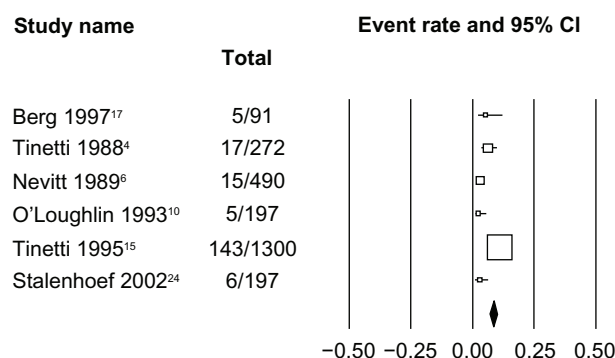 Study name Event rate and 95% CI
Total
Berg 1997¹⁷ 5/91
Tinetti 1988⁴ 17/272
Nevitt 1989⁶ 15/490
O'Loughlin 1993¹⁰ 5/197
Tinetti 1995¹⁵ 143/1300
Stalenhoef 2002²⁴ 6/197
−0.50 −0.25 0.00 0.25 0.50